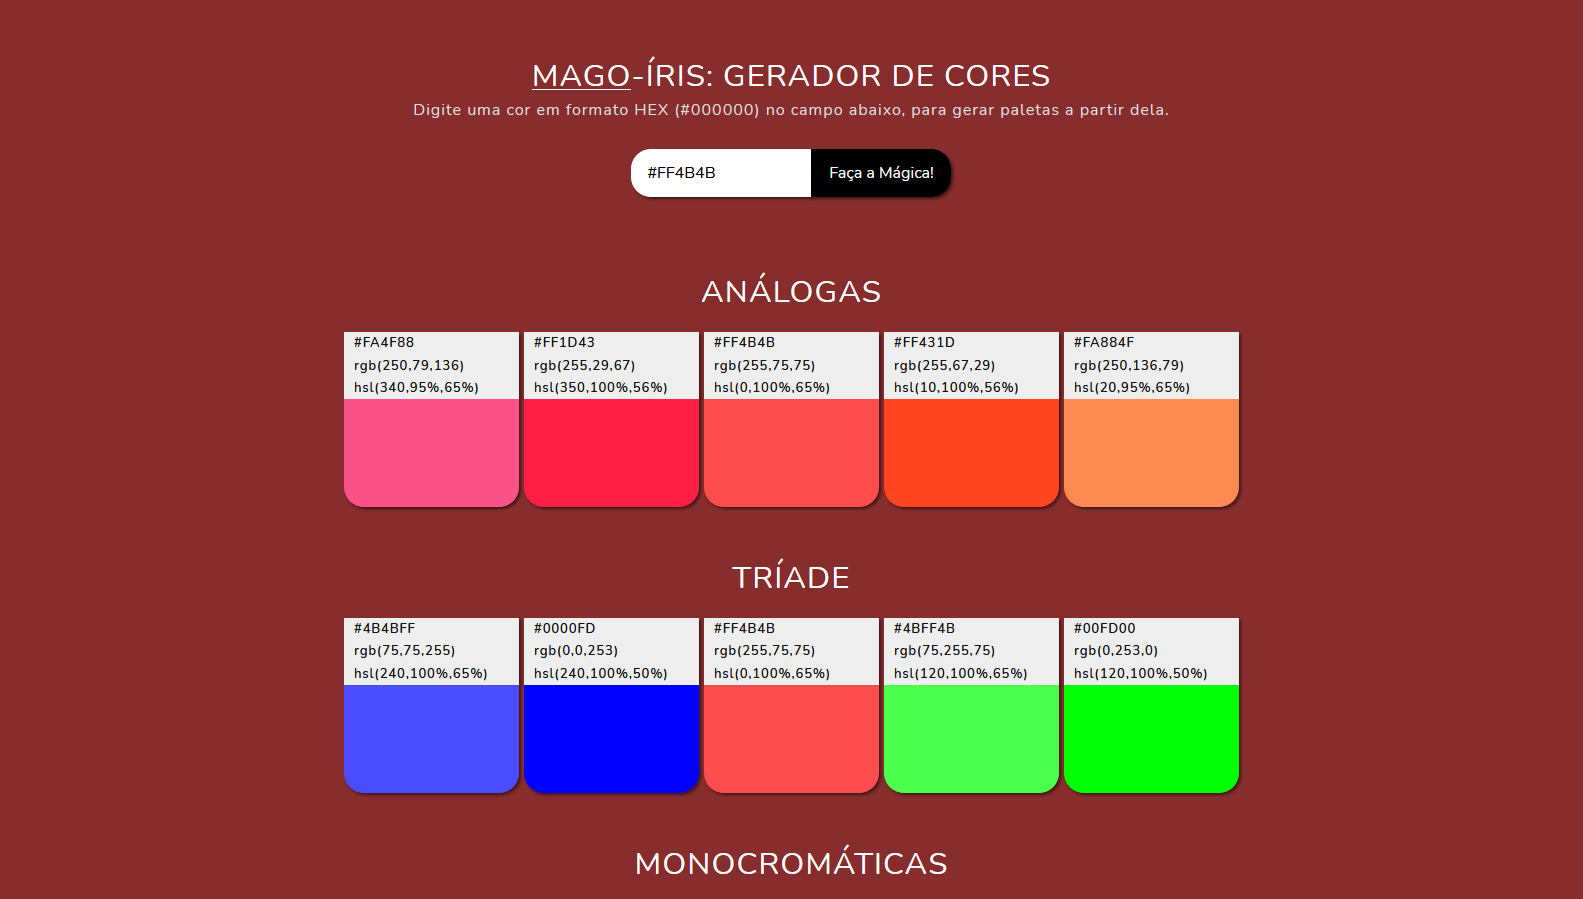 MAGO-ÍRIS: GERADOR DE CORES
Digite uma cor em formato HEX (#000000) no campo abaixo, para gerar paletas a partir dela.
#FF4B4B Faça a Mágica!
ANÁLOGAS
#FA4F88 #FF1D43 #FF4B4B #FF431D #FA884F
rgb(250,79,136) rgb(255,29,67) rgb(255,75,75) rgb(255,67,29) rgb(250,136,79)
hsl(340,95%,65%) hsl(350,100%,56%) hsl(0,100%,65%) hsl(10,100%,56%) hsl(20,95%,65%)
TRÍADE
#4B4BFF #0000FD #FF4B4B #4BFF4B #00FD00
rgb(75,75,255) rgb(0,0,253) rgb(255,75,75) rgb(75,255,75) rgb(0,253,0)
hsl(240,100%,65%) hsl(240,100%,50%) hsl(0,100%,65%) hsl(120,100%,65%) hsl(120,100%,50%)
MONOCROMÁTICAS